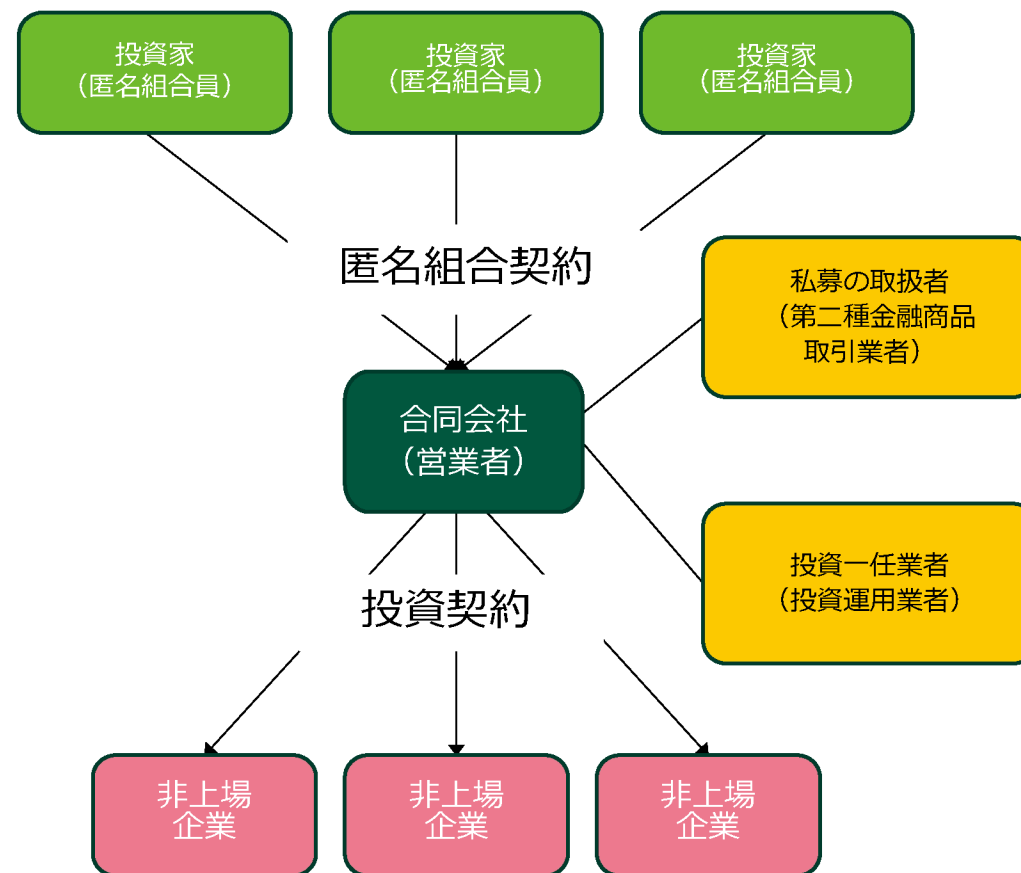 投資家
（匿名組合員）
投資家
（匿名組合員）
投資家
（匿名組合員）
匿名組合契約
私募の取扱者
（第二種金融商品
取引業者）
合同会社
（営業者）
投資一任業者
（投資運用業者）
投資契約
非上場
企業
非上場
企業
非上場
企業